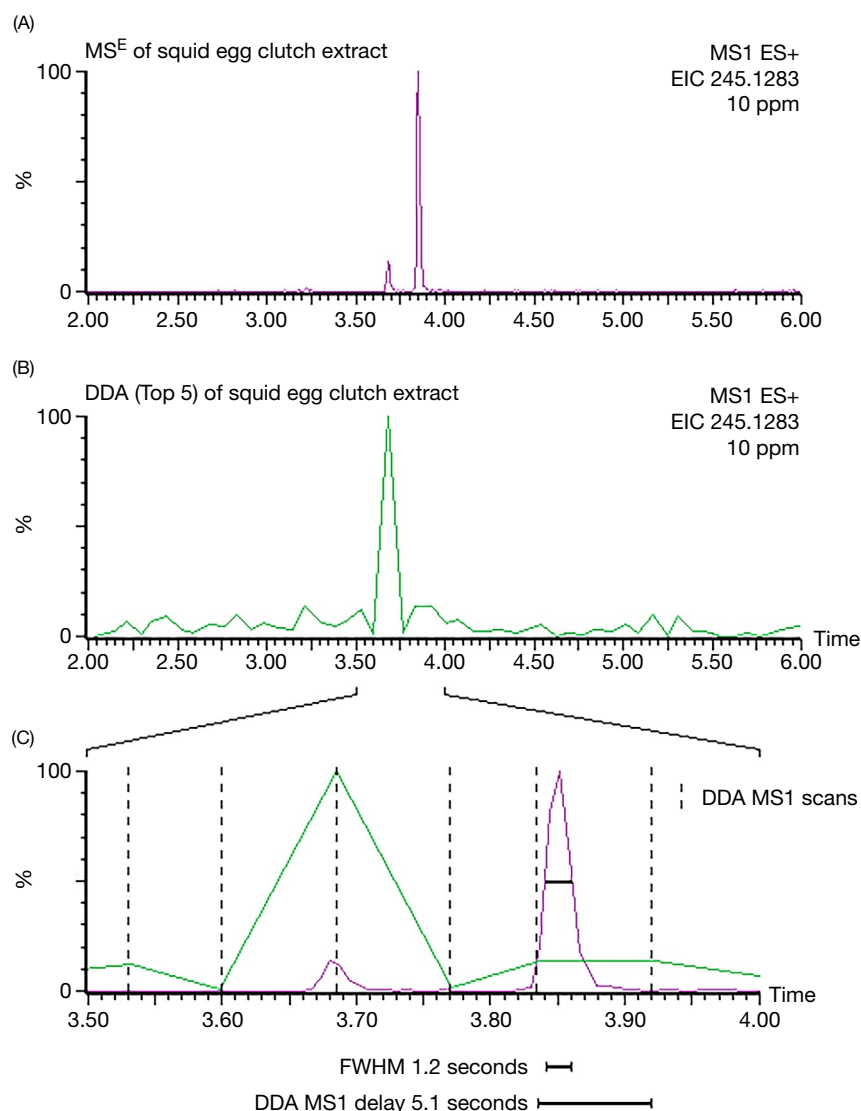 (A)
MS^E of squid egg clutch extract
MS1 ES+
EIC 245.1283
10 ppm
100
%
0
2.00 2.50 3.00 3.50 4.00 4.50 5.00 5.50 6.00
(B)
DDA (Top 5) of squid egg clutch extract
MS1 ES+
EIC 245.1283
10 ppm
100
%
0
Time
2.00 2.50 3.00 3.50 4.00 4.50 5.00 5.50 6.00
(C)
100
DDA MS1 scans
%
0
Time
3.50 3.60 3.70 3.80 3.90 4.00
FWHM 1.2 seconds
DDA MS1 delay 5.1 seconds